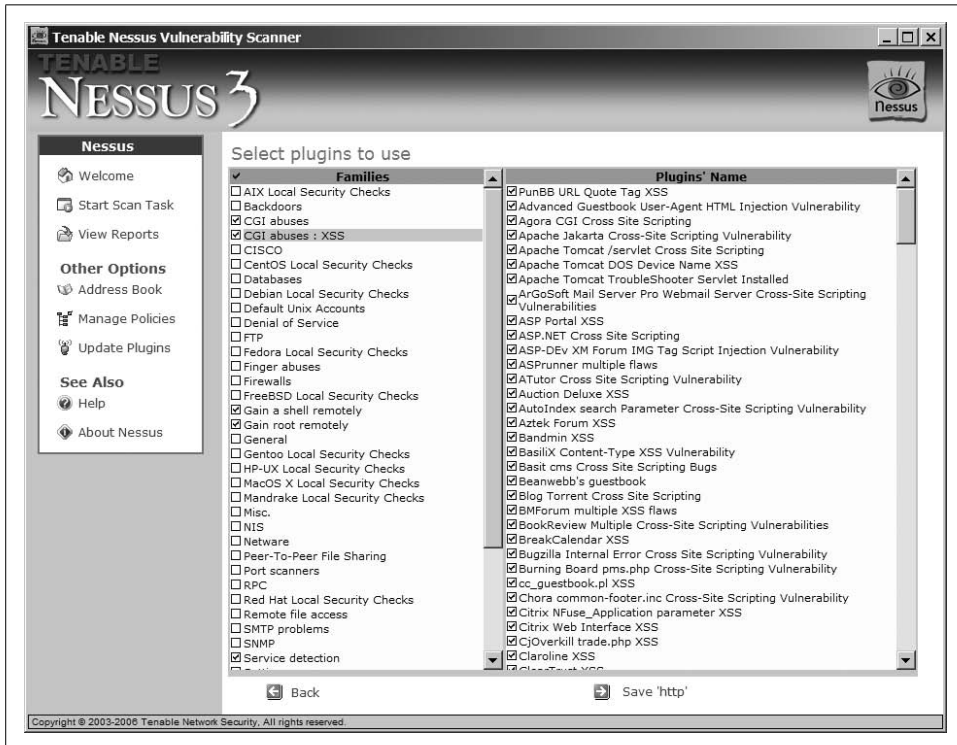 Tenable Nessus Vulnerability Scanner
TENABLE
NESSUS 3
Nessus
Nessus
Welcome
Start Scan Task
View Reports
Other Options
Address Book
Manage Policies
Update Plugins
See Also
Help
About Nessus
Select plugins to use
Families
AIX Local Security Checks
Backdoors
CGI abuses
CGI abuses : XSS
CISCO
CentOS Local Security Checks
Databases
Debian Local Security Checks
Default Unix Accounts
Denial of Service
FTP
Fedora Local Security Checks
Finger abuses
Firewalls
FreeBSD Local Security Checks
Gain a shell remotely
Gain root remotely
General
Gentoo Local Security Checks
HP-UX Local Security Checks
MacOS X Local Security Checks
Mandrake Local Security Checks
Misc.
NIS
Netware
Peer-To-Peer File Sharing
Port scanners
RPC
Red Hat Local Security Checks
Remote file access
SMTP problems
SNMP
Service detection
Plugins' Name
PunBB URL Quote Tag XSS
Advanced Guestbook User-Agent HTML Injection Vulnerability
Agora CGI Cross Site Scripting
Apache Jakarta Cross-Site Scripting Vulnerability
Apache Tomcat /servlet Cross Site Scripting
Apache Tomcat DOS Device Name XSS
Apache Tomcat TroubleShooter Servlet Installed
ArGoSoft Mail Server Pro Webmail Server Cross-Site Scripting
Vulnerabilities
ASP Portal XSS
ASP.NET Cross Site Scripting
ASP-DEv XM Forum IMG Tag Script Injection Vulnerability
ASPrunner multiple flaws
ATutor Cross Site Scripting Vulnerability
Auction Deluxe XSS
AutoIndex search Parameter Cross-Site Scripting Vulnerability
Aztek Forum XSS
Bandmin XSS
BasiliX Content-Type XSS Vulnerability
Basit cms Cross Site Scripting Bugs
Beanwebb's guestbook
Blog Torrent Cross Site Scripting
BMForum multiple XSS flaws
BookReview Multiple Cross-Site Scripting Vulnerabilities
BreakCalendar XSS
Bugzilla Internal Error Cross Site Scripting Vulnerability
Burning Board pms.php Cross-Site Scripting Vulnerability
cc_guestbook.pl XSS
Chora common-footer.inc Cross-Site Scripting Vulnerability
Citrix NFuse_Application parameter XSS
Citrix Web Interface XSS
CjOverkill trade.php XSS
Claroline XSS
ClearTrust XSS
Back
Save 'http'
Copyright © 2003-2006 Tenable Network Security, All rights reserved.